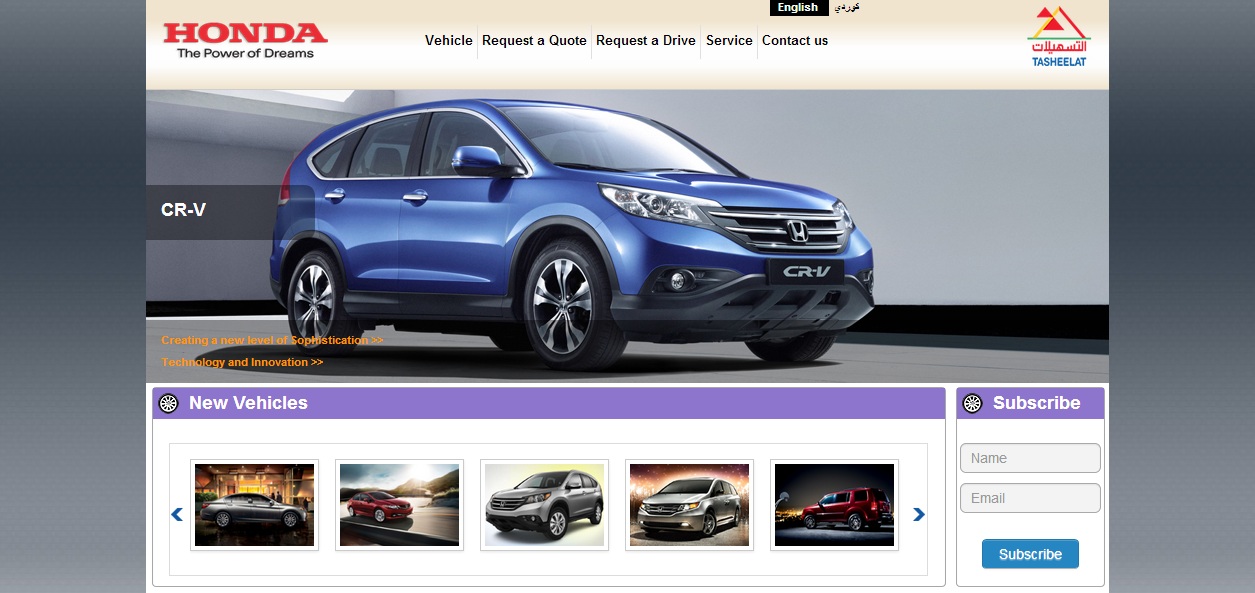 English
كوردي
HONDA
The Power of Dreams
Vehicle
Request a Quote
Request a Drive
Service
Contact us
التسهيلات
TASHEELAT
CR-V
CR-V
Creating a new level of Sophistication >>
Technology and Innovation >>
New Vehicles
Subscribe
Name
Email
Subscribe